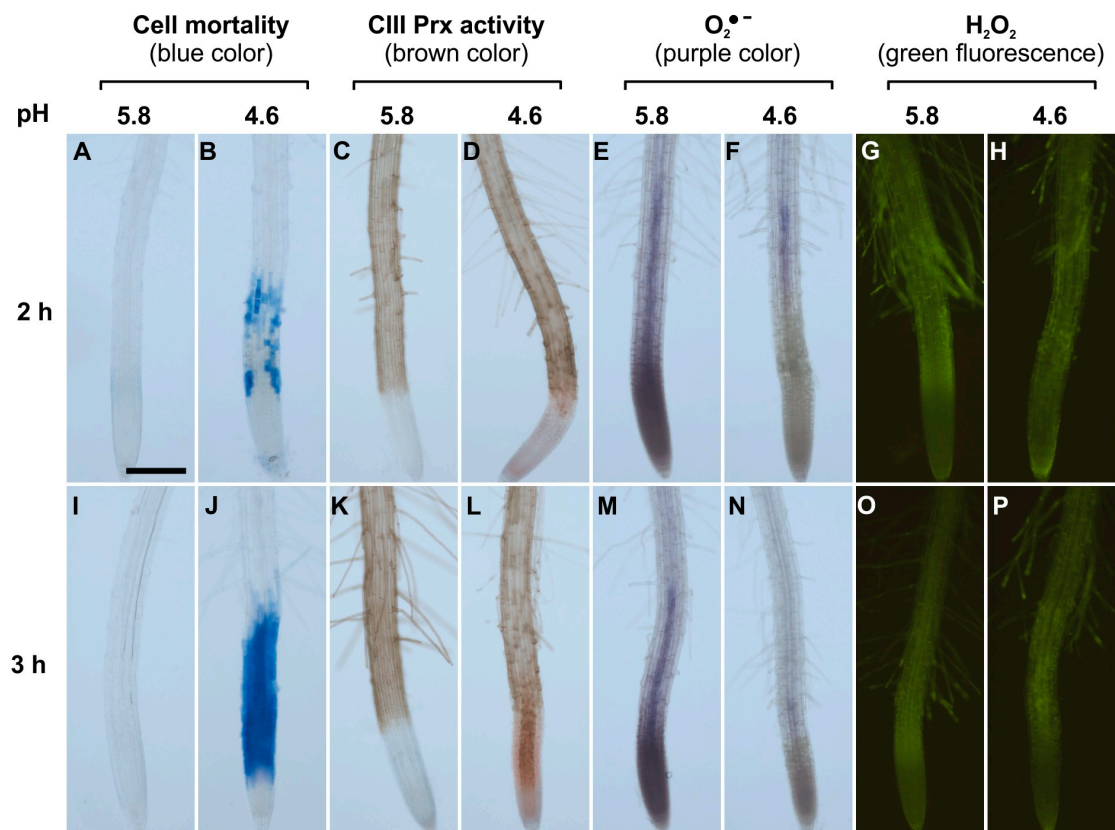 Cell mortality CIII Prx activity O₂•⁻ H₂O₂
(blue color) (brown color) (purple color) (green fluorescence)
pH 5.8 4.6 5.8 4.6 5.8 4.6 5.8 4.6
A B C D E F G H
2 h
I J K L M N O P
3 h